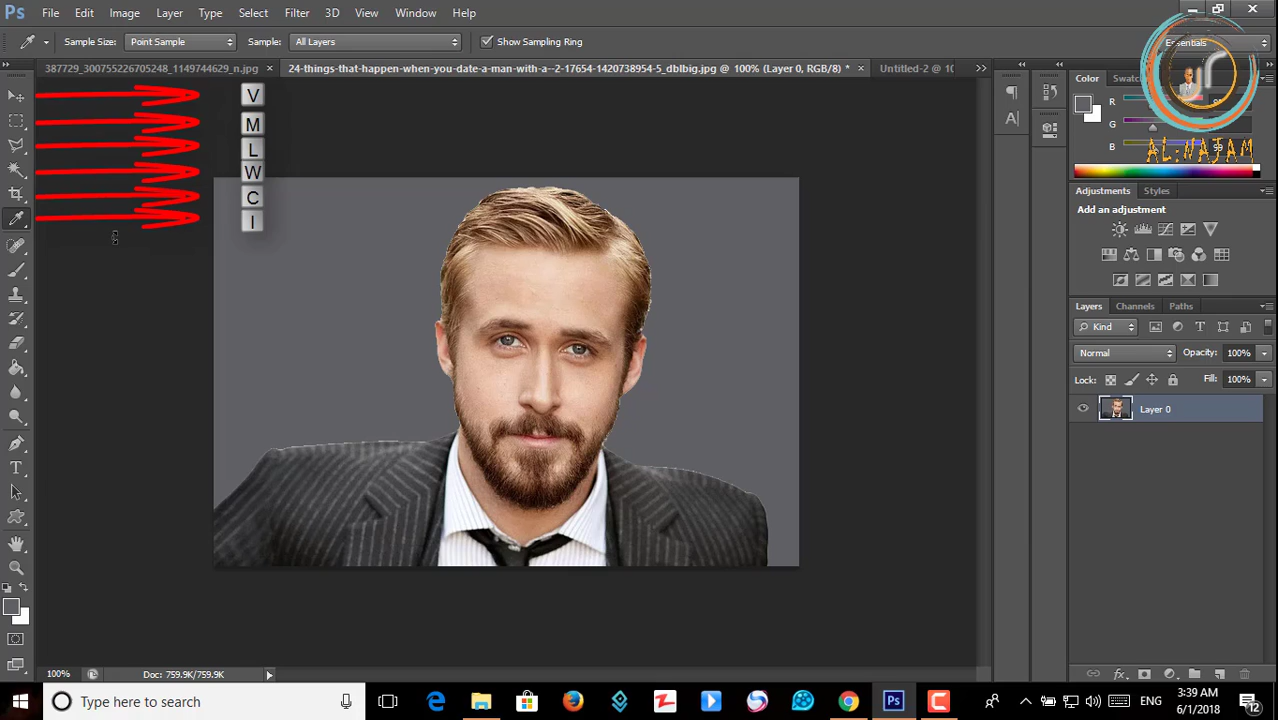 Ps File Edit Image Layer Type Select Filter 3D View Window Help
Sample Size: Point Sample Sample: All Layers Show Sampling Ring Essentials
387729_300755226705248_1149744629_n.jpg × 24-things-that-happen-when-you-date-a-man-with-a--2-17654-1420738954-5_dblbig.jpg @ 100% (Layer 0, RGB/8) * × Untitled-2 @ 10
Color Swatc
V
R
M
G
L
B
AL:NAJAM
W
C
I
Adjustments Styles
Add an adjustment
Layers Channels Paths
Kind
Normal Opacity: 100%
Lock: Fill: 100%
Layer 0
100% Doc: 759.9K/759.9K
Type here to search
ENG
3:39 AM
6/1/2018
12